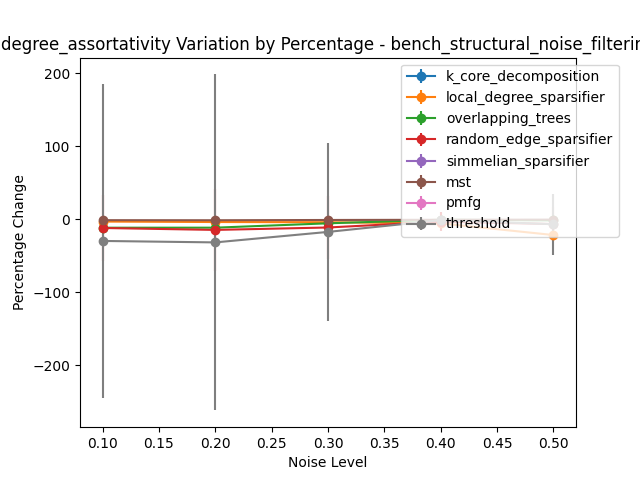 degree_assortativity Variation by Percentage - bench_structural_noise_filterin
k_core_decomposition
local_degree_sparsifier
overlapping_trees
random_edge_sparsifier
simmelian_sparsifier
mst
pmfg
threshold
200
100
0
−100
−200
Percentage Change
0.10 0.15 0.20 0.25 0.30 0.35 0.40 0.45 0.50
Noise Level